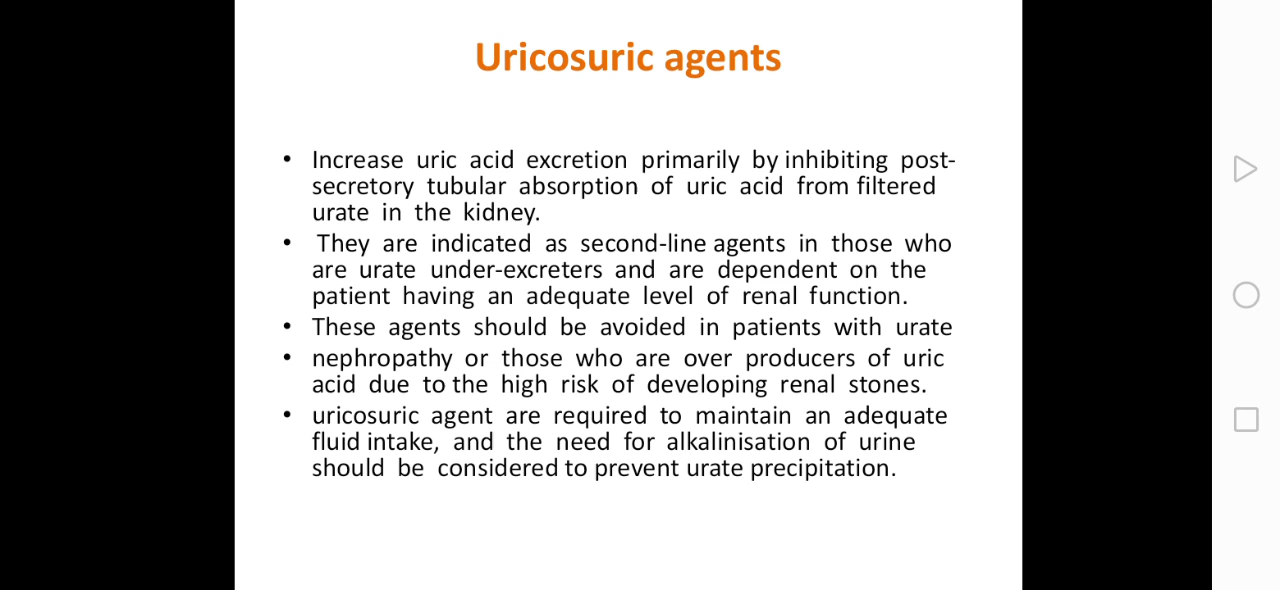 Uricosuric agents
• Increase uric acid excretion primarily by inhibiting post-
secretory tubular absorption of uric acid from filtered
urate in the kidney.
• They are indicated as second-line agents in those who
are urate under-excreters and are dependent on the
patient having an adequate level of renal function.
• These agents should be avoided in patients with urate
• nephropathy or those who are over producers of uric
acid due to the high risk of developing renal stones.
• uricosuric agent are required to maintain an adequate
fluid intake, and the need for alkalinisation of urine
should be considered to prevent urate precipitation.